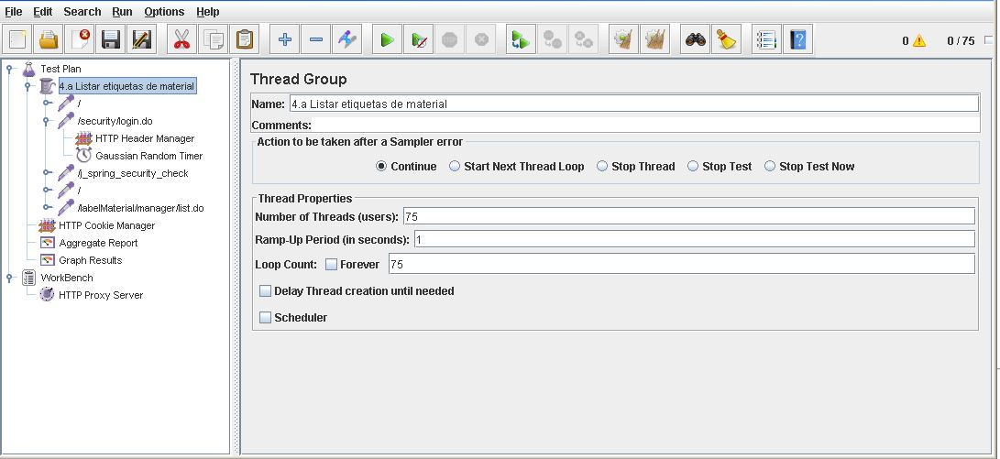 File Edit Search Run Options Help
0 0 / 75
Test Plan
4.a Listar etiquetas de material
/
/security/login.do
HTTP Header Manager
Gaussian Random Timer
/j_spring_security_check
/
/labelMaterial/manager/list.do
HTTP Cookie Manager
Aggregate Report
Graph Results
WorkBench
HTTP Proxy Server
Thread Group
Name: 4.a Listar etiquetas de material
Comments:
Action to be taken after a Sampler error
Continue Start Next Thread Loop Stop Thread Stop Test Stop Test Now
Thread Properties
Number of Threads (users): 75
Ramp-Up Period (in seconds): 1
Loop Count: Forever 75
Delay Thread creation until needed
Scheduler